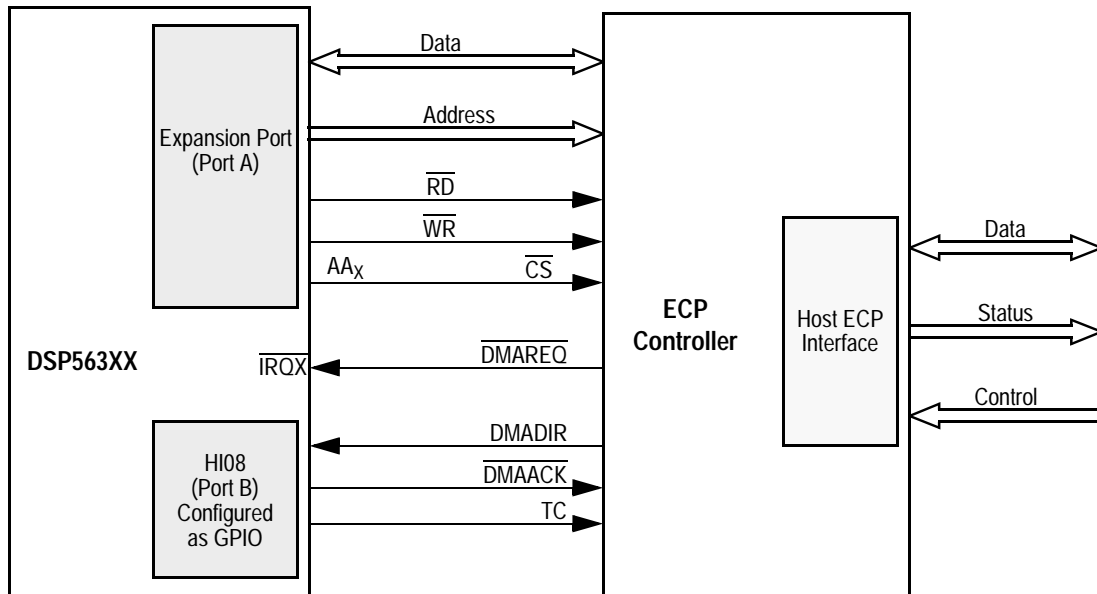 Data
Address
Expansion Port
(Port A)
RD
WR
AAX
CS
Data
ECP
Controller
Host ECP
Interface
Status
DSP563XX
IRQX
DMAREQ
Control
DMADIR
HI08
(Port B)
Configured
as GPIO
DMAACK
TC